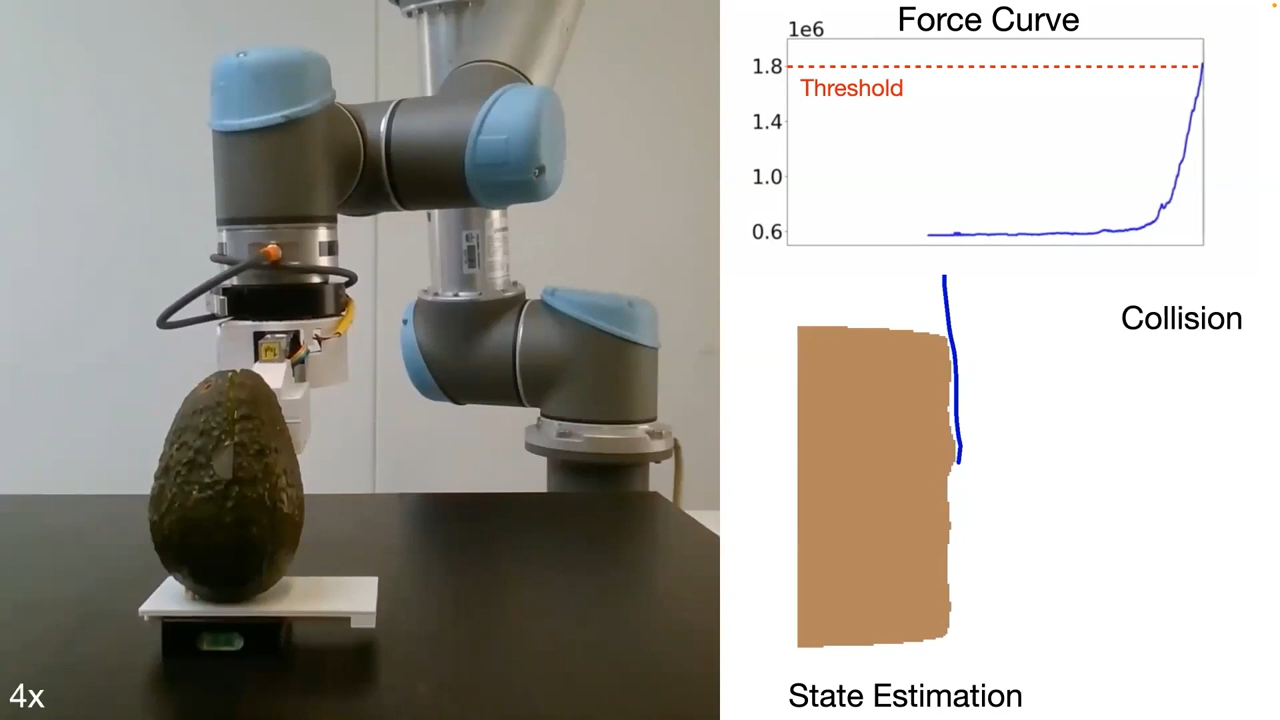 Force Curve
1e6
1.8
Threshold
1.4
1.0
0.6
Collision
State Estimation
4x